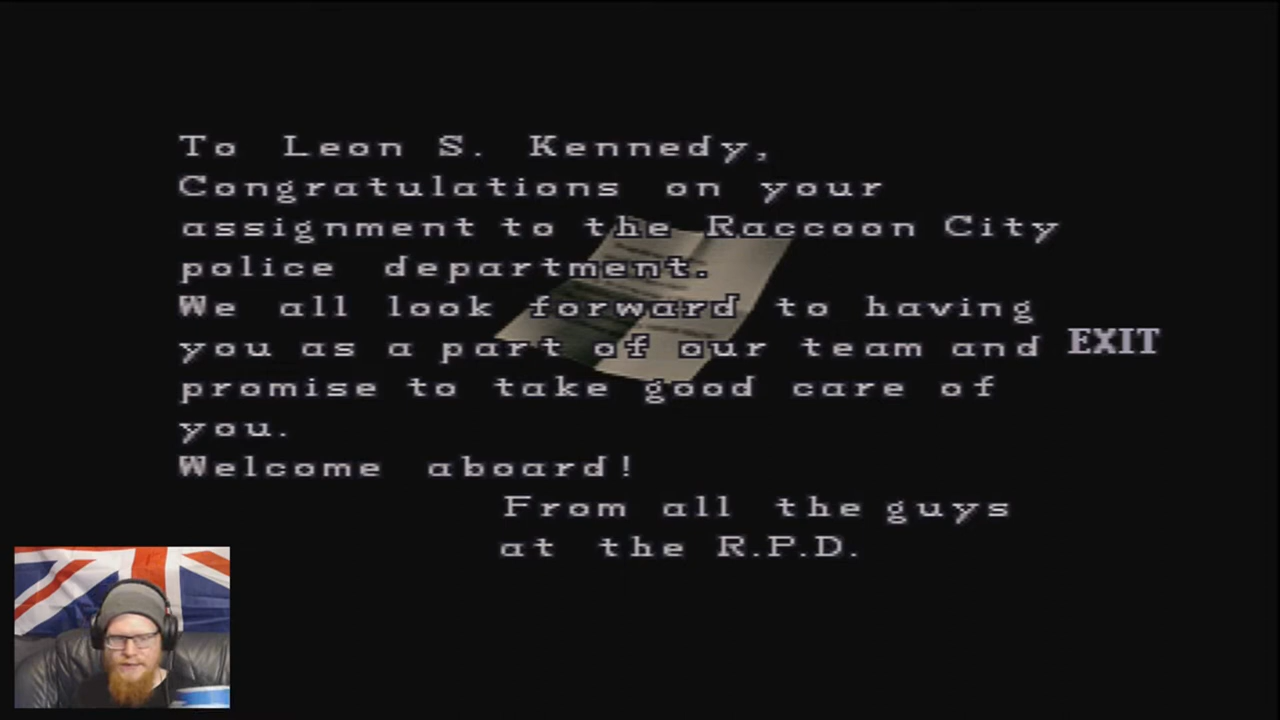 To Leon S. Kennedy,
Congratulations on your
assignment to the Raccoon City
police department.
We all look forward to having
you as a part of our team and
EXIT
promise to take good care of
you.
Welcome aboard!
From all the guys
at the R.P.D.